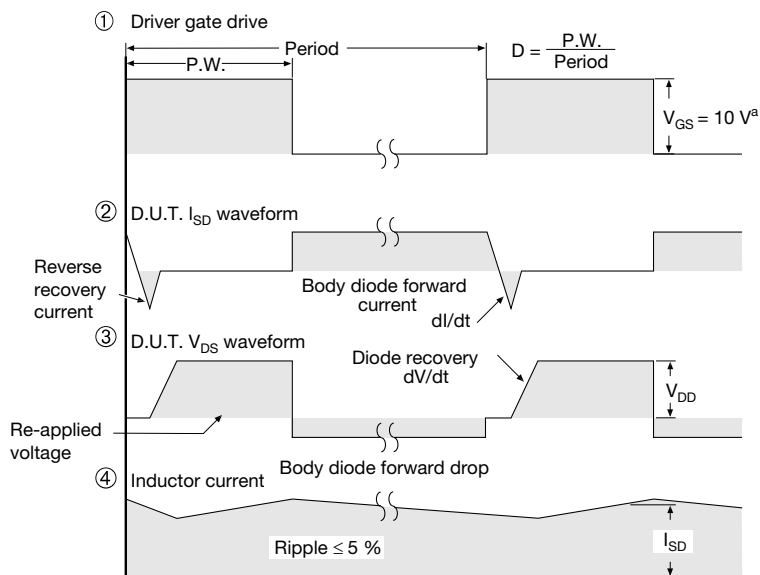 ① Driver gate drive
Period
P.W.
D = P.W. / Period
V_GS = 10 V^a
② D.U.T. I_SD waveform
Reverse
recovery
current
Body diode forward
current
dI/dt
③ D.U.T. V_DS waveform
Diode recovery
dV/dt
V_DD
Re-applied
voltage
Body diode forward drop
④ Inductor current
Ripple ≤ 5 %
I_SD